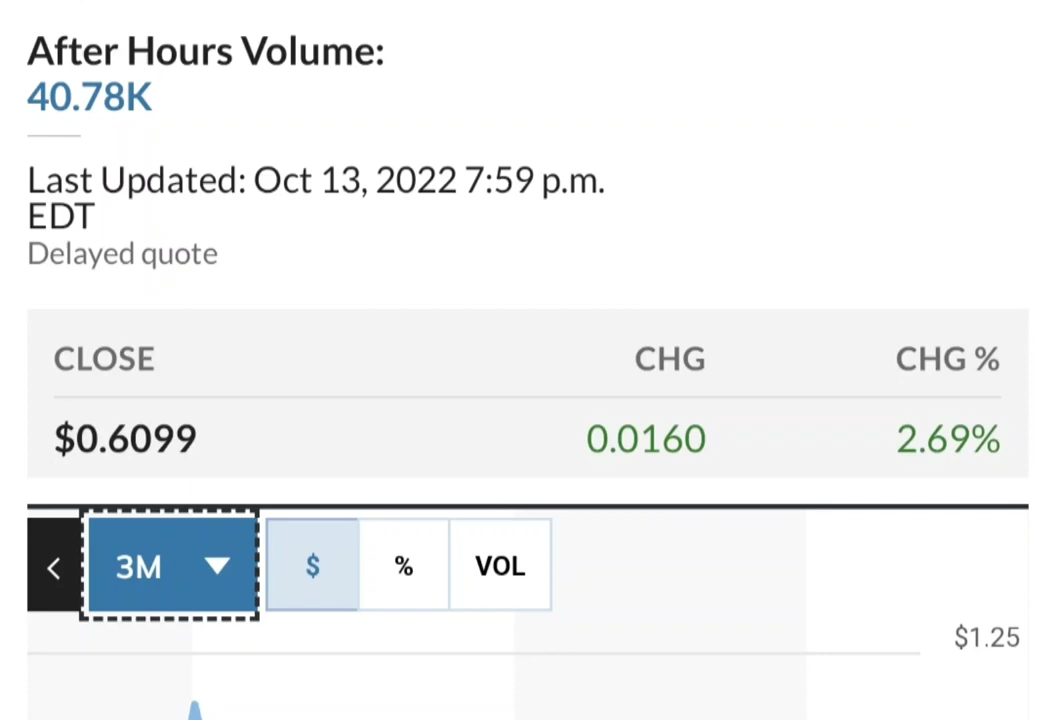 After Hours Volume:
40.78K
Last Updated: Oct 13, 2022 7:59 p.m.
EDT
Delayed quote
CLOSE CHG CHG %
$0.6099 0.0160 2.69%
< 3M $ % VOL
$1.25